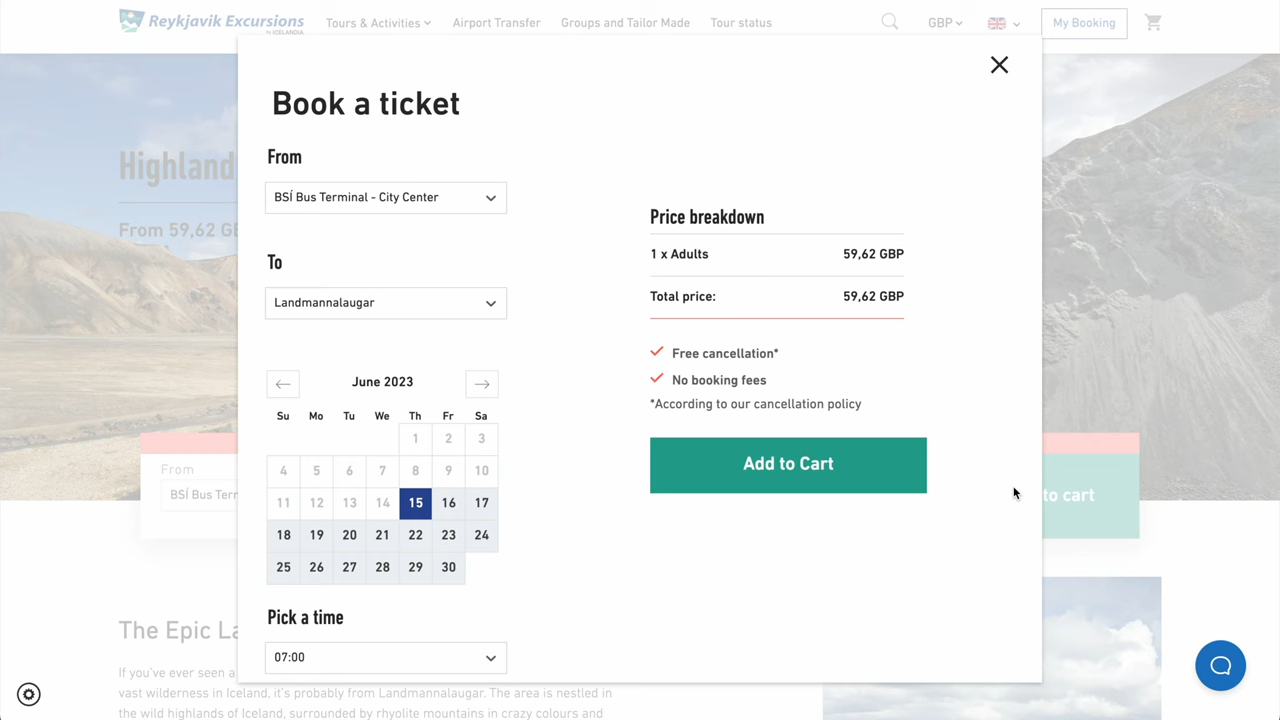 Reykjavik Excursions
by ICELANDIA
Tours & Activities
Airport Transfer
Groups and Tailor Made
Tour status
GBP
My Booking
Highland
From 59,62 GB
Book a ticket
From
BSÍ Bus Terminal - City Center
To
Landmannalaugar
June 2023
Su Mo Tu We Th Fr Sa
1 2 3
4 5 6 7 8 9 10
11 12 13 14 15 16 17
18 19 20 21 22 23 24
25 26 27 28 29 30
Pick a time
07:00
Price breakdown
1 x Adults 59,62 GBP
Total price: 59,62 GBP
Free cancellation*
No booking fees
*According to our cancellation policy
Add to Cart
From
BSÍ Bus Terr
to cart
The Epic La
If you've ever seen a
vast wilderness in Iceland, it's probably from Landmannalaugar. The area is nestled in
the wild highlands of Iceland, surrounded by rhyolite mountains in crazy colours and